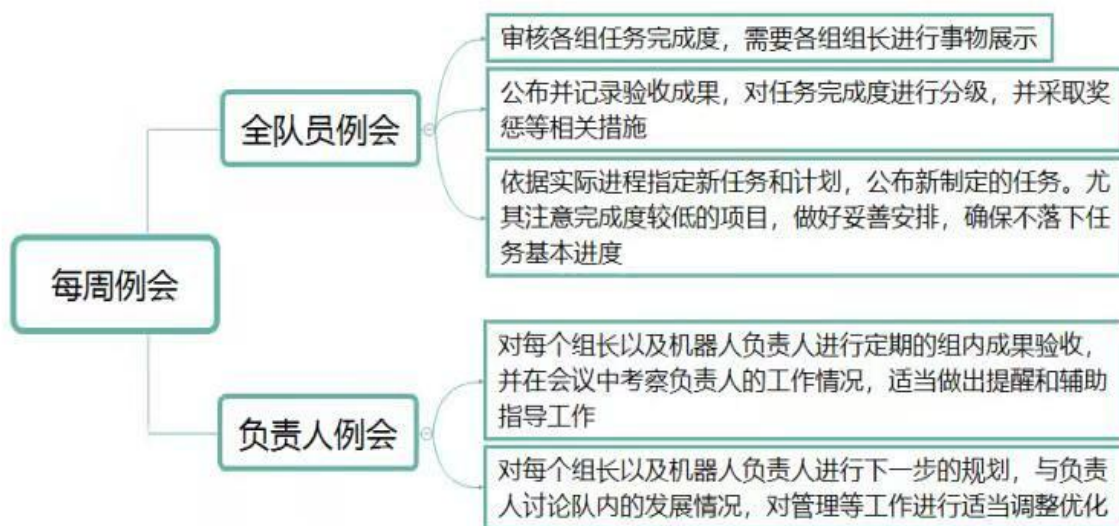 每周例会
全队员例会
审核各组任务完成度，需要各组组长进行事物展示
公布并记录验收成果，对任务完成度进行分级，并采取奖
惩等相关措施
依据实际进程指定新任务和计划，公布新制定的任务。尤
其注意完成度较低的项目，做好妥善安排，确保不落下任
务基本进度
负责人例会
对每个组长以及机器人负责人进行定期的组内成果验收，
并在会议中考察负责人的工作情况，适当做出提醒和辅助
指导工作
对每个组长以及机器人负责人进行下一步的规划，与负责
人讨论队内的发展情况，对管理等工作进行适当调整优化